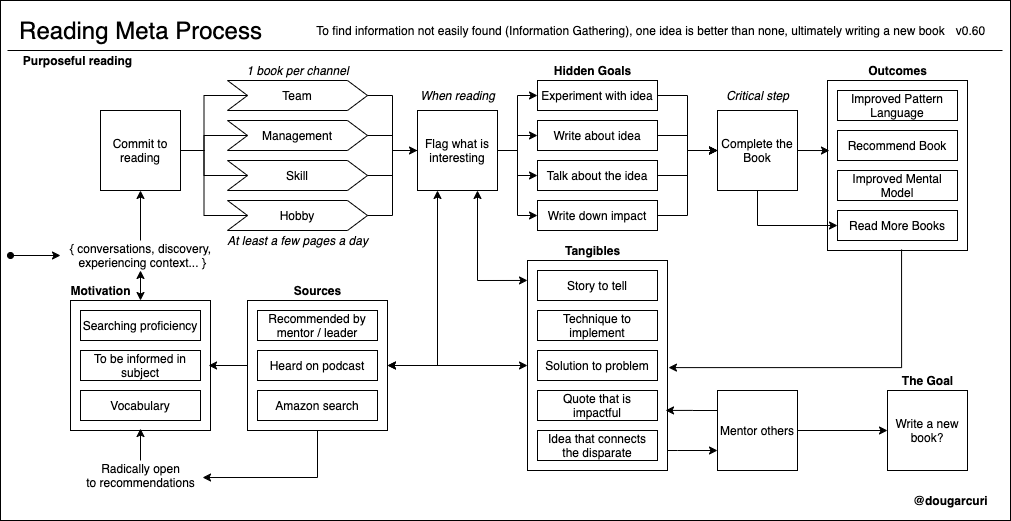 Reading Meta Process
To find information not easily found (Information Gathering), one idea is better than none, ultimately writing a new book v0.60
Purposeful reading
Commit to
reading
1 book per channel
Team
Management
Skill
Hobby
At least a few pages a day
When reading
Flag what is
interesting
Hidden Goals
Experiment with idea
Write about idea
Talk about the idea
Write down impact
Critical step
Complete the
Book
Outcomes
Improved Pattern
Language
Recommend Book
Improved Mental
Model
Read More Books
{ conversations, discovery,
experiencing context... }
Motivation
Searching proficiency
To be informed in
subject
Vocabulary
Sources
Recommended by
mentor / leader
Heard on podcast
Amazon search
Radically open
to recommendations
Tangibles
Story to tell
Technique to
implement
Solution to problem
Quote that is
impactful
Idea that connects
the disparate
Mentor others
The Goal
Write a new
book?
@dougarcuri